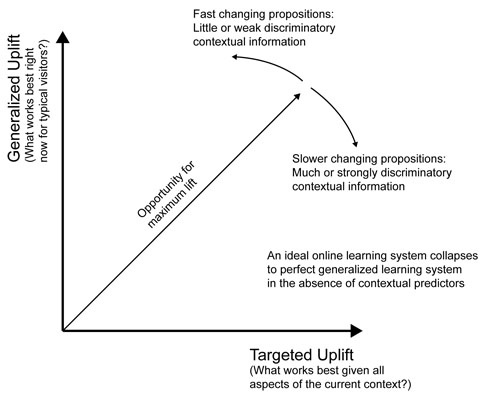 Fast changing propositions:
Little or weak discriminatory
contextual information
Generalized Uplift
(What works best right
now for typical visitors?)
Opportunity for
maximum lift
Slower changing propositions:
Much or strongly discriminatory
contextual information
An ideal online learning system collapses
to perfect generalized learning system
in the absence of contextual predictors
Targeted Uplift
(What works best given all
aspects of the current context?)